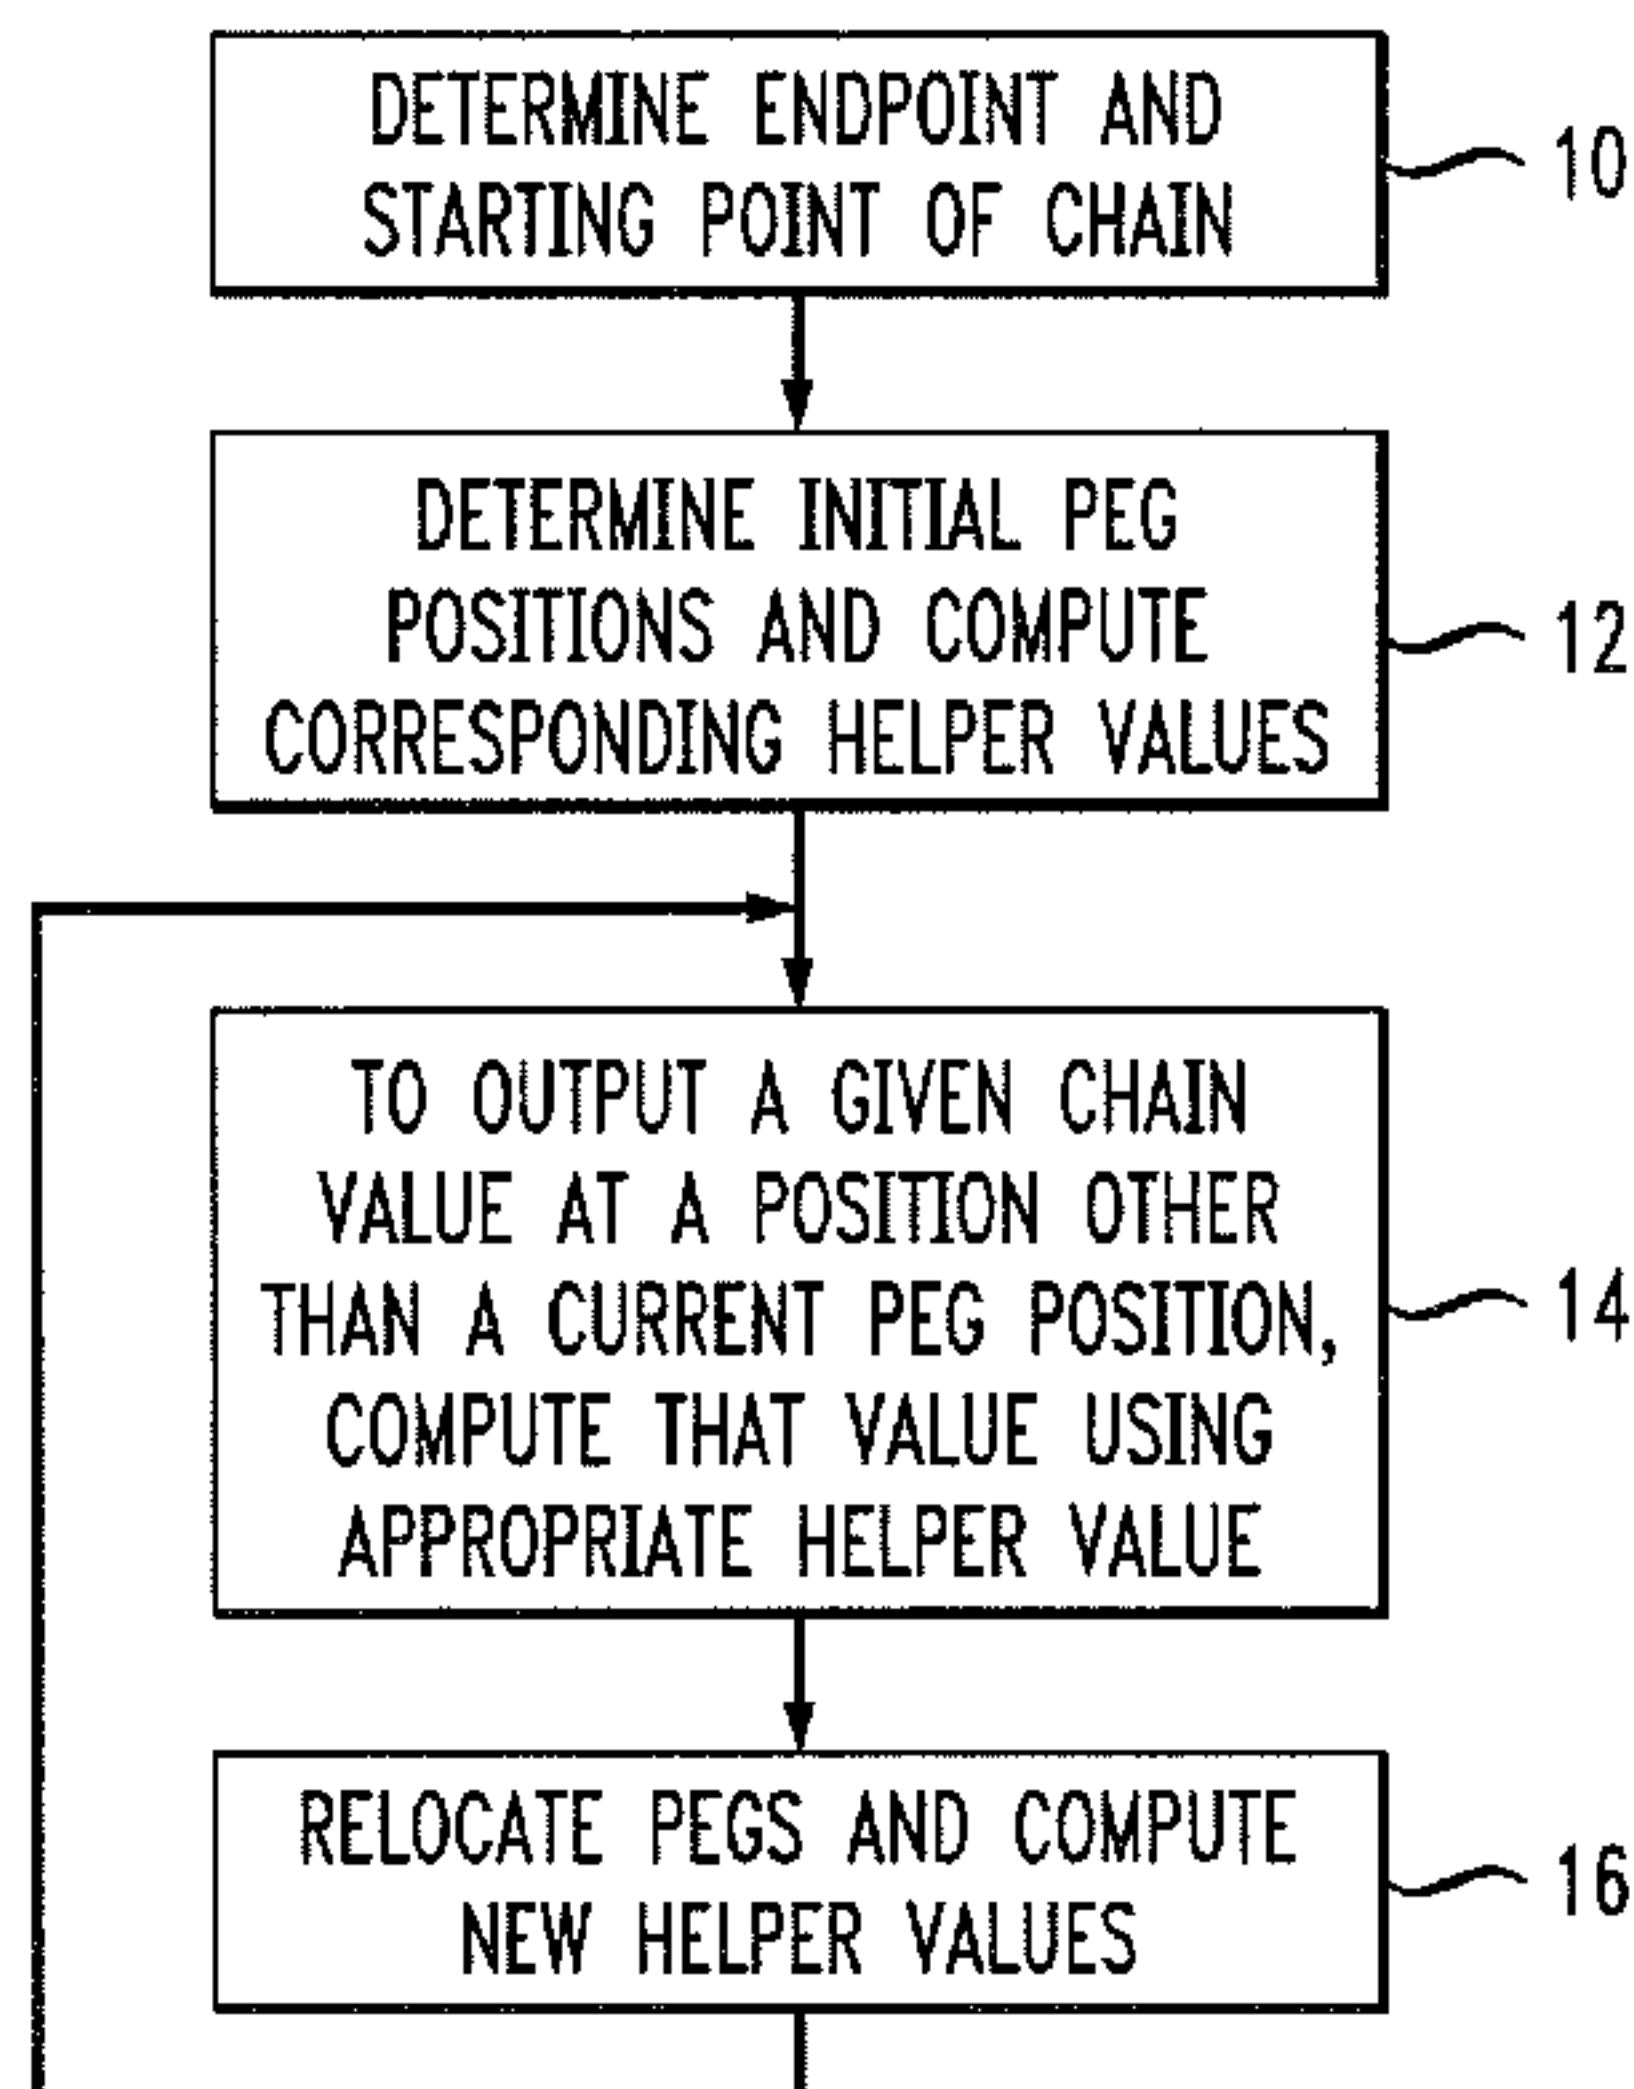 DETERMINE ENDPOINT AND
STARTING POINT OF CHAIN
10
DETERMINE INITIAL PEG
POSITIONS AND COMPUTE
CORRESPONDING HELPER VALUES
12
TO OUTPUT A GIVEN CHAIN
VALUE AT A POSITION OTHER
THAN A CURRENT PEG POSITION,
COMPUTE THAT VALUE USING
APPROPRIATE HELPER VALUE
14
RELOCATE PEGS AND COMPUTE
NEW HELPER VALUES
16